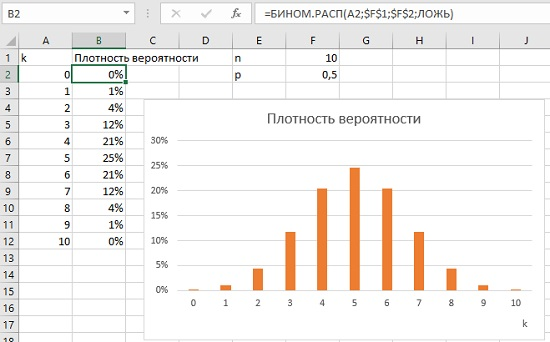 B2 fx =БИНОМ.РАСП(A2;$F$1;$F$2;ЛОЖЬ)
A B C D E F G H I J
1 k Плотность вероятности n 10
2 0 0% p 0,5
3 1 1%
4 2 4%
5 3 12%
6 4 21%
7 5 25%
8 6 21%
9 7 12%
10 8 4%
11 9 1%
12 10 0%
13
14
15
16
17
18
Плотность вероятности
30%
25%
20%
15%
10%
5%
0%
0 1 2 3 4 5 6 7 8 9 10
k